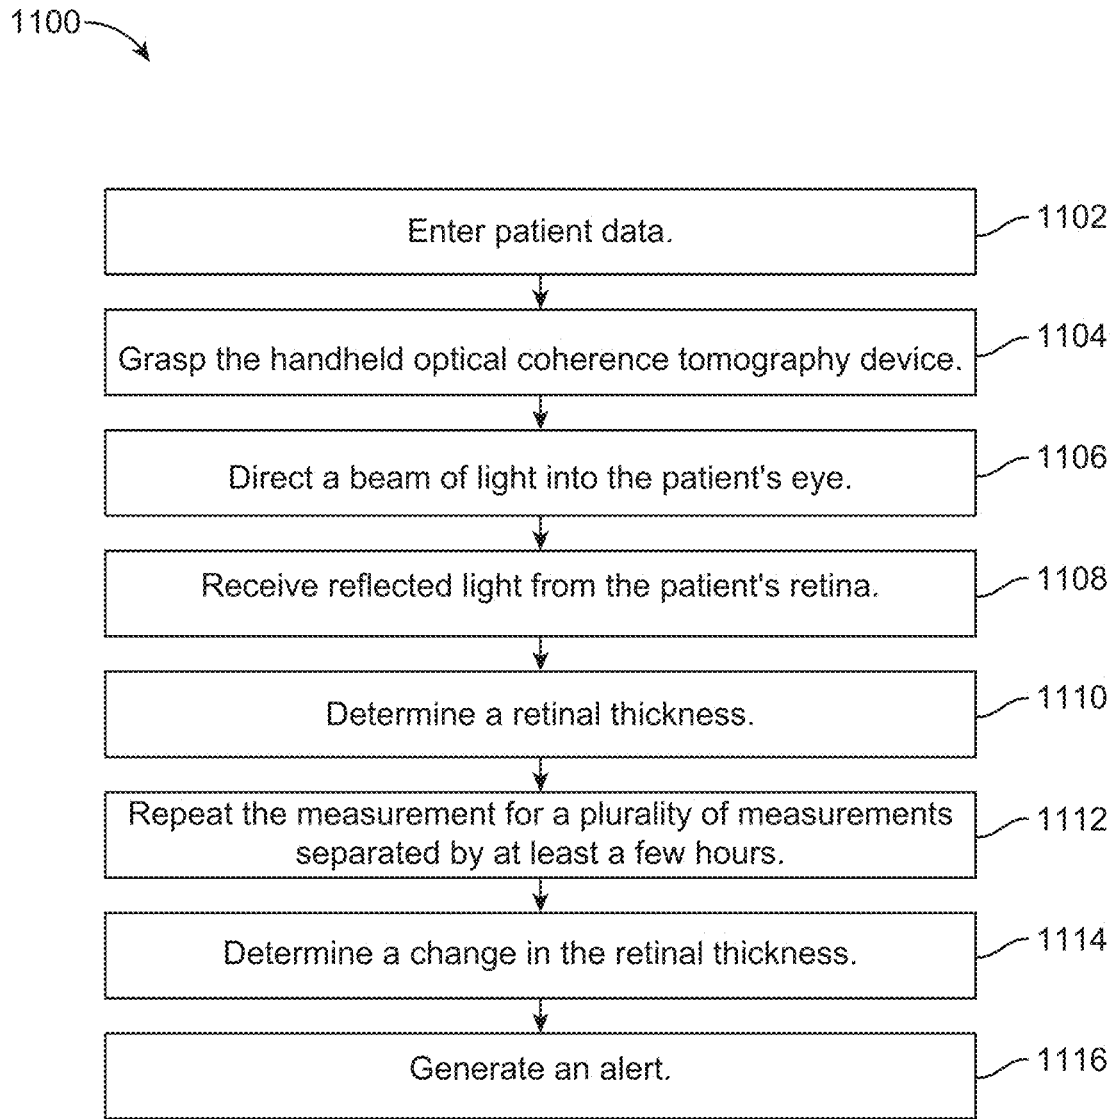 1100
Enter patient data.
1102
Grasp the handheld optical coherence tomography device.
1104
Direct a beam of light into the patient's eye.
1106
Receive reflected light from the patient's retina.
1108
Determine a retinal thickness.
1110
Repeat the measurement for a plurality of measurements
separated by at least a few hours.
1112
Determine a change in the retinal thickness.
1114
Generate an alert.
1116